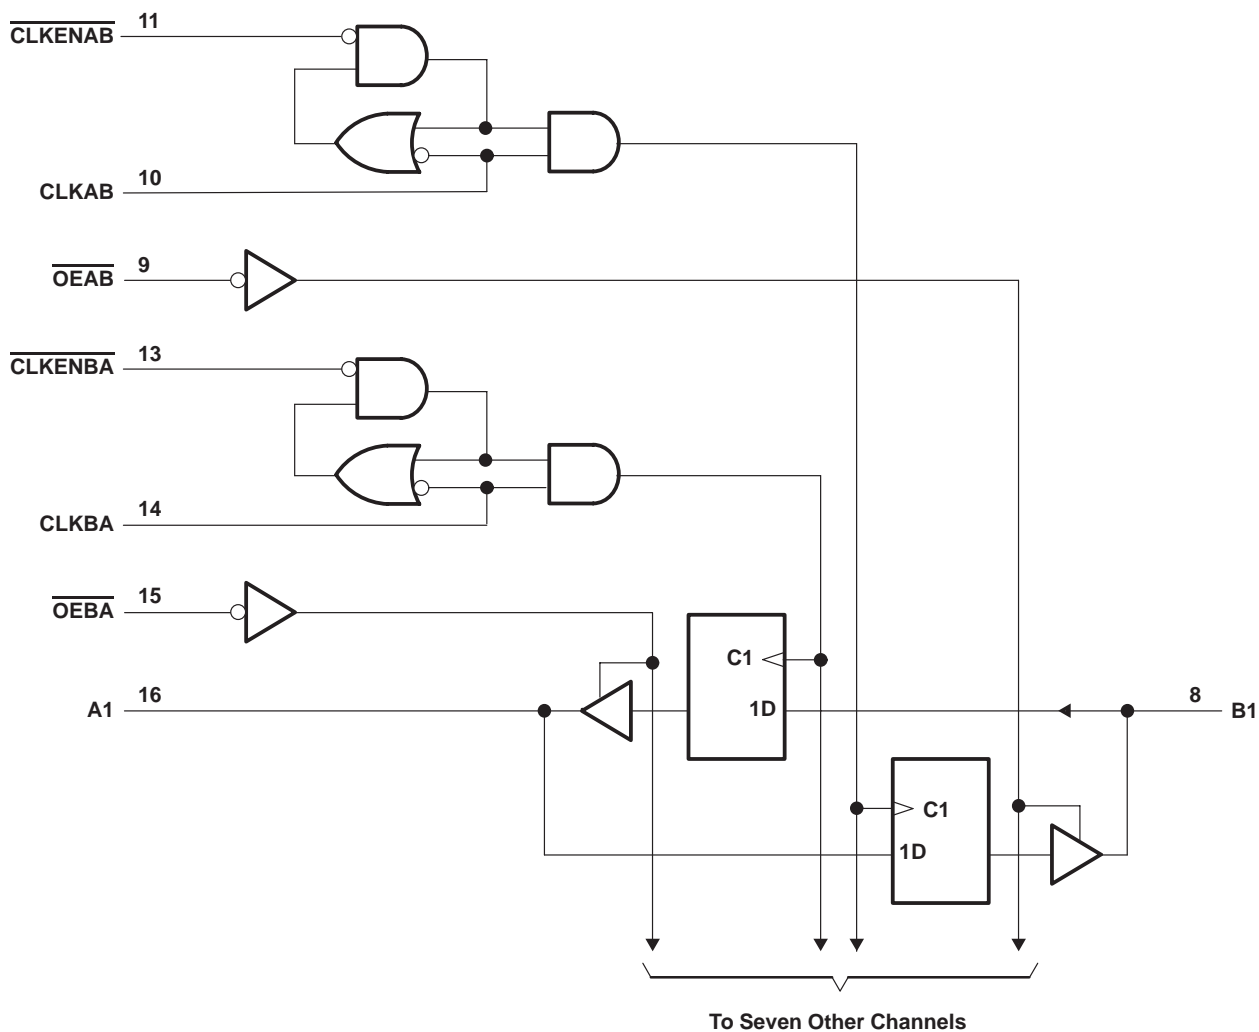 CLKENAB 11
CLKAB 10
OEAB 9
CLKENBA 13
CLKBA 14
OEBA 15
C1
A1 16
1D
8 B1
C1
1D
To Seven Other Channels